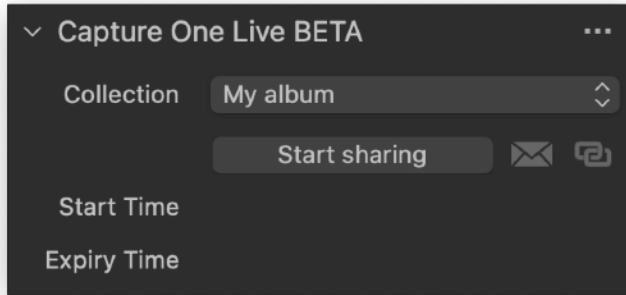 Capture One Live BETA
Collection My album
Start sharing
Start Time
Expiry Time